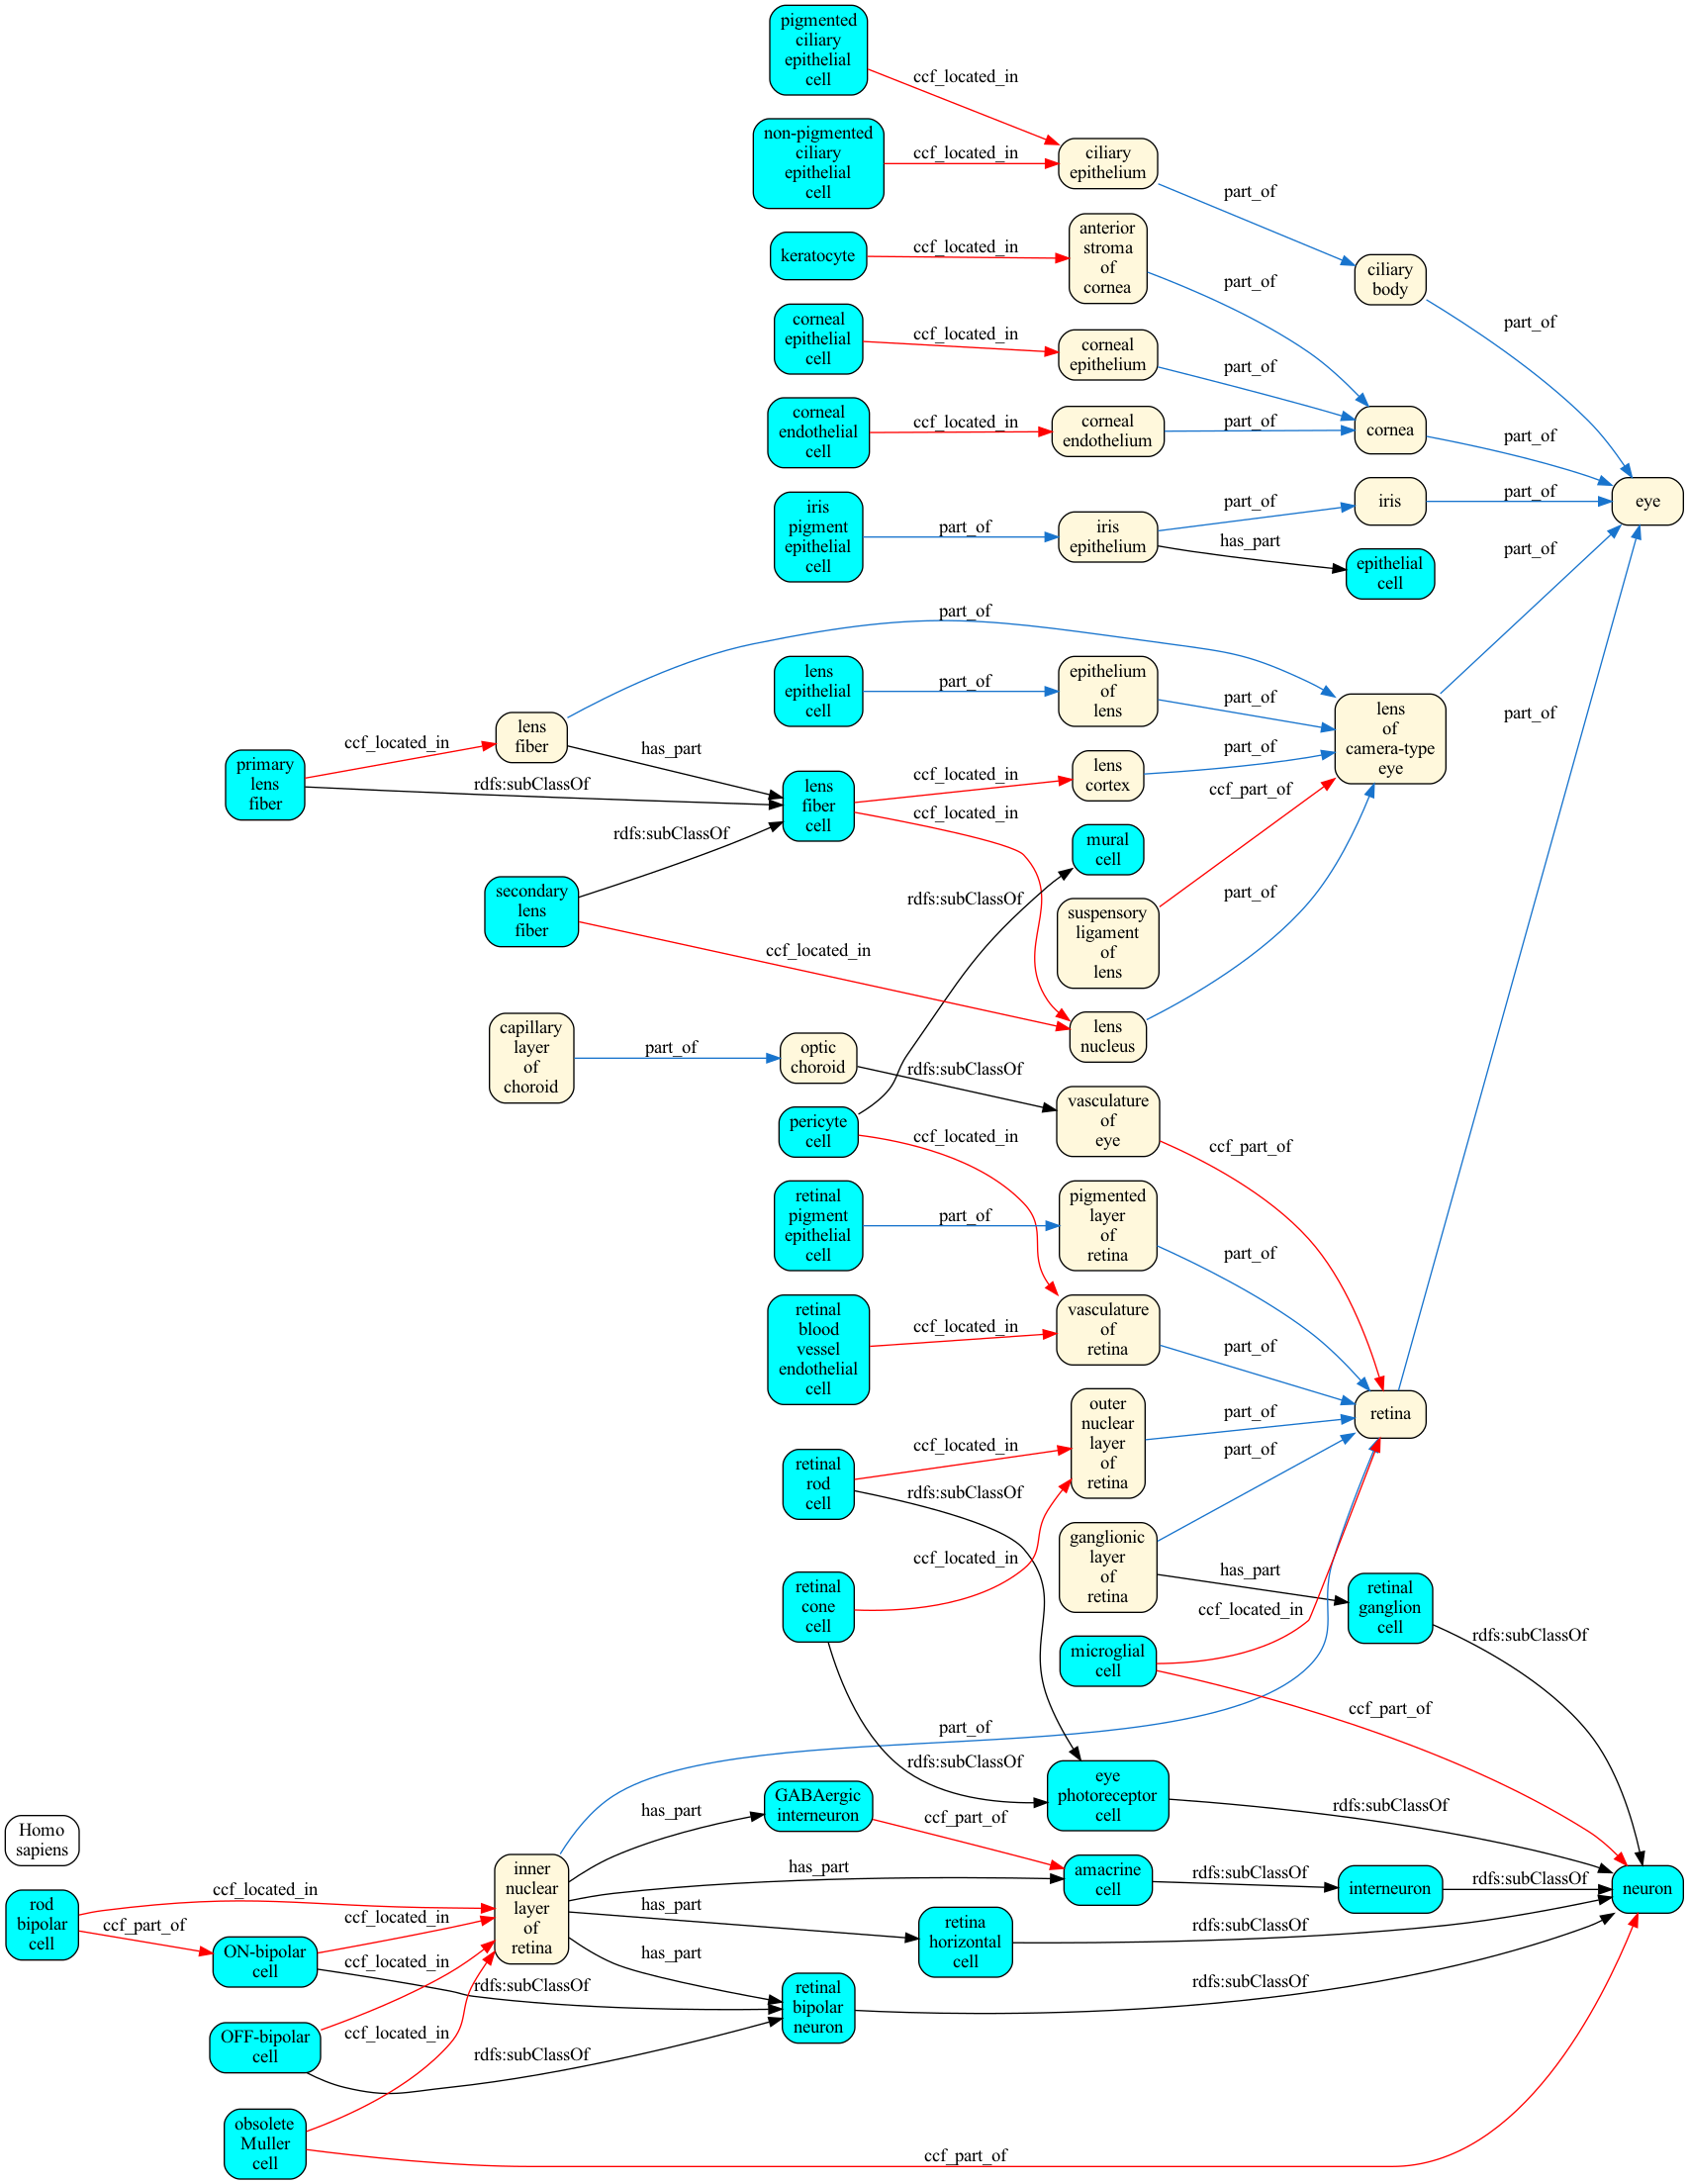 pigmented
ciliary
epithelial
cell
ccf_located_in
non-pigmented
ciliary
epithelial
cell
ccf_located_in
ciliary
epithelium
part_of
keratocyte
ccf_located_in
anterior
stroma
of
cornea
part_of
ciliary
body
part_of
corneal
epithelial
cell
ccf_located_in
corneal
epithelium
part_of
corneal
endothelial
cell
ccf_located_in
corneal
endothelium
part_of
cornea
part_of
iris
pigment
epithelial
cell
part_of
iris
epithelium
part_of
iris
part_of
eye
has_part
epithelial
cell
part_of
part_of
lens
epithelial
cell
part_of
epithelium
of
lens
part_of
lens
of
camera-type
eye
part_of
primary
lens
fiber
ccf_located_in
rdfs:subClassOf
lens
fiber
has_part
lens
fiber
cell
ccf_located_in
ccf_located_in
lens
cortex
part_of
ccf_part_of
secondary
lens
fiber
rdfs:subClassOf
ccf_located_in
mural
cell
rdfs:subClassOf
suspensory
ligament
of
lens
part_of
lens
nucleus
capillary
layer
of
choroid
part_of
optic
choroid
rdfs:subClassOf
vasculature
of
eye
ccf_part_of
pericyte
cell
ccf_located_in
retinal
pigment
epithelial
cell
part_of
pigmented
layer
of
retina
part_of
retinal
blood
vessel
endothelial
cell
ccf_located_in
vasculature
of
retina
part_of
retinal
rod
cell
ccf_located_in
rdfs:subClassOf
outer
nuclear
layer
of
retina
part_of
part_of
retina
retinal
cone
cell
ccf_located_in
rdfs:subClassOf
ganglionic
layer
of
retina
has_part
ccf_located_in
retinal
ganglion
cell
rdfs:subClassOf
microglial
cell
ccf_part_of
part_of
eye
photoreceptor
cell
rdfs:subClassOf
Homo
sapiens
rod
bipolar
cell
ccf_located_in
ccf_part_of
ON-bipolar
cell
ccf_located_in
rdfs:subClassOf
OFF-bipolar
cell
ccf_located_in
rdfs:subClassOf
obsolete
Muller
cell
ccf_located_in
ccf_part_of
inner
nuclear
layer
of
retina
has_part
has_part
has_part
has_part
GABAergic
interneuron
ccf_part_of
amacrine
cell
rdfs:subClassOf
interneuron
rdfs:subClassOf
neuron
retina
horizontal
cell
rdfs:subClassOf
retinal
bipolar
neuron
rdfs:subClassOf